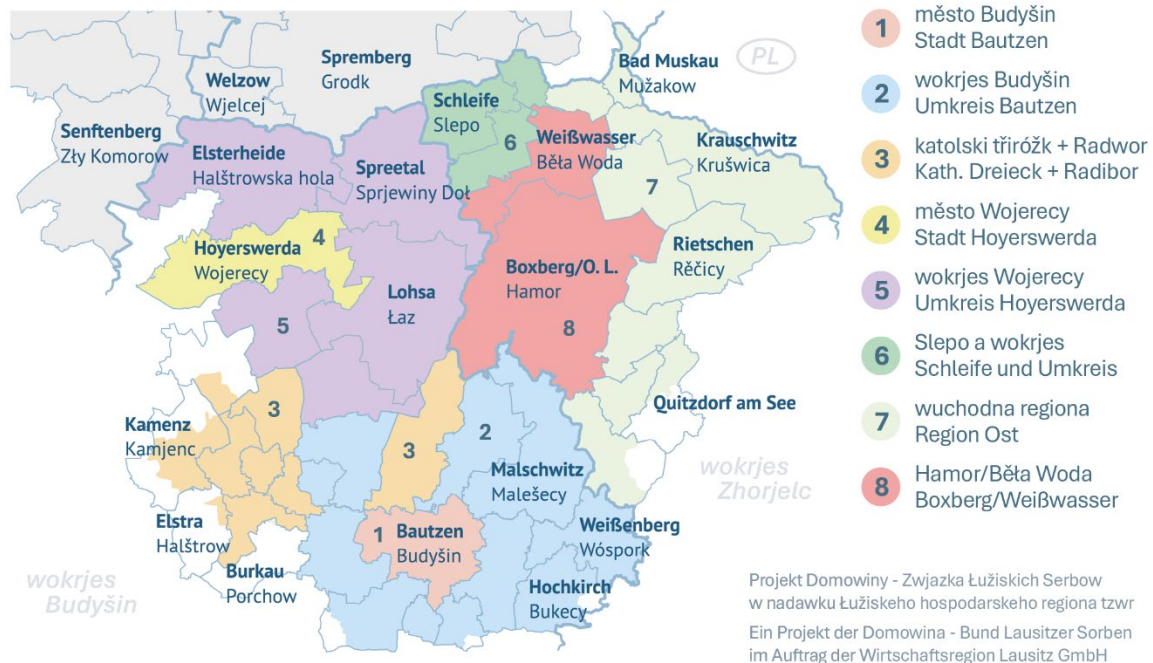 Spremberg
Grodk
Welzow
Wjelcej
Senftenberg
Zły Komorow
Bad Muskau
Mužakow
PL
Schleife
Slepo
6
Weißwasser
Běła Woda
Krauschwitz
Krušwica
7
Elsterheide
Halštrowska hola
Spreetal
Sprjewiny Doł
Hoyerswerda
Wojerecy
4
Lohsa
Łaz
5
Boxberg/O. L.
Hamor
8
Rietschen
Rěčicy
Quitzdorf am See
Kamenz
Kamjenc
3
3
2
Malschwitz
Malešecy
wokrjes
Zhorjelc
Elstra
Halštrow
Burkau
Porchow
1
Bautzen
Budyšin
Weißenberg
Wóspork
Hochkirch
Bukecy
wokrjes
Budyšin
1
město Budyšin
Stadt Bautzen
2
wokrjes Budyšin
Umkreis Bautzen
3
katolski třiróžk + Radwor
Kath. Dreieck + Radibor
4
město Wojerecy
Stadt Hoyerswerda
5
wokrjes Wojerecy
Umkreis Hoyerswerda
6
Slepo a wokrjes
Schleife und Umkreis
7
wuchodna regiona
Region Ost
8
Hamor/Běła Woda
Boxberg/Weißwasser
Projekt Domowiny - Zwjazka Łužiskich Serbow
w nadawku Łužiskeho hospodarskeho regiona tzwr
Ein Projekt der Domowina - Bund Lausitzer Sorben
im Auftrag der Wirtschaftsregion Lausitz GmbH